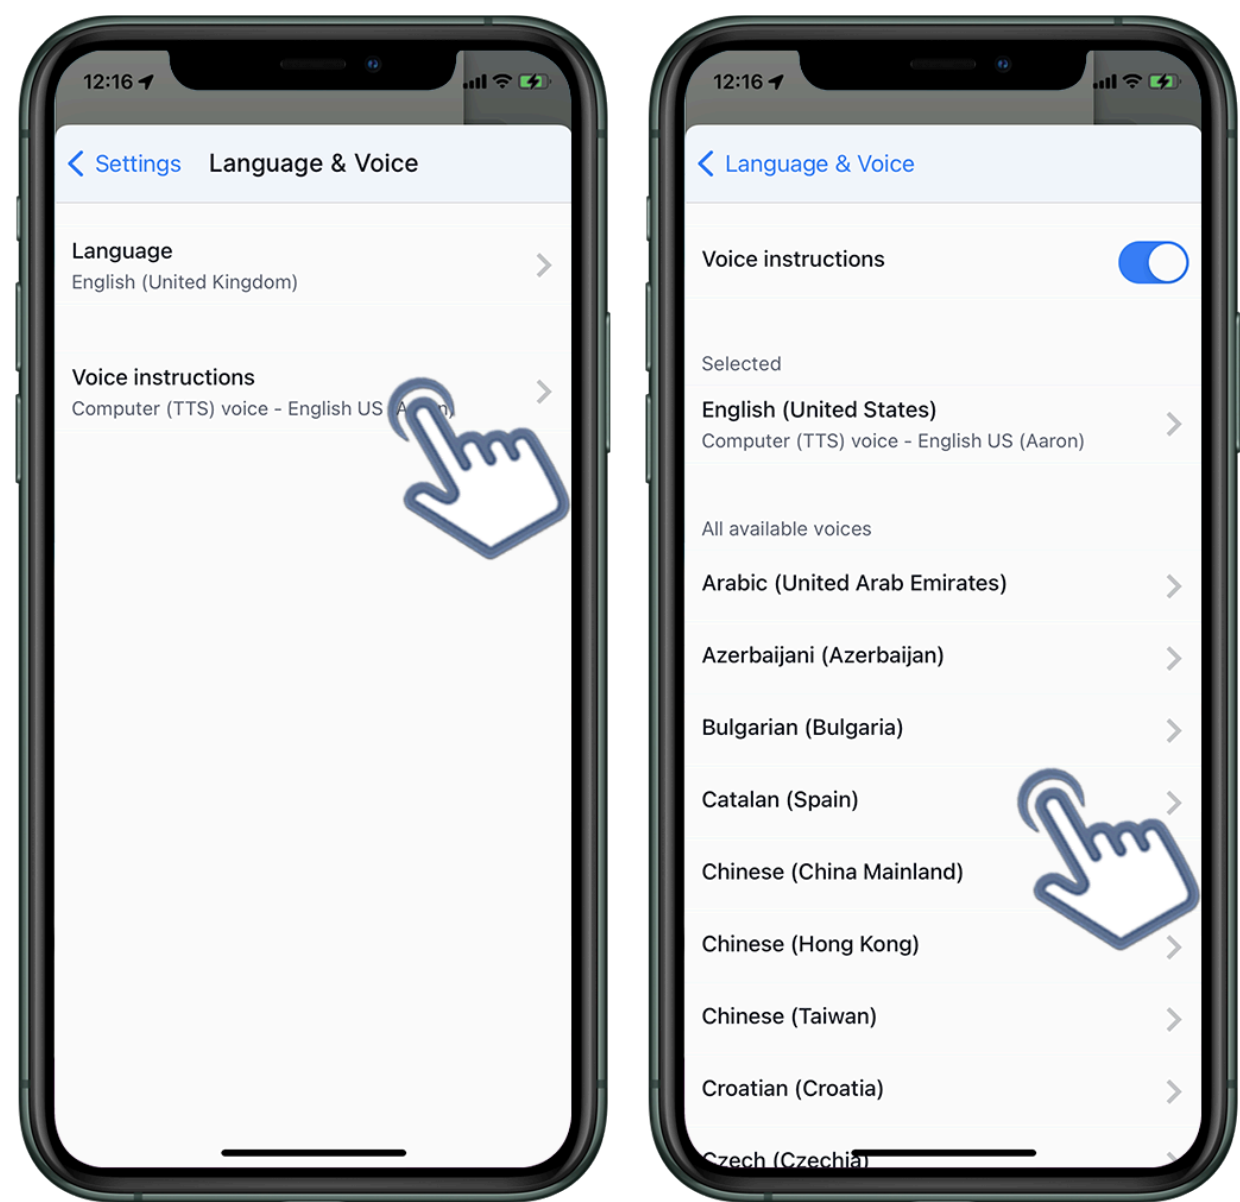 12:16
Settings Language & Voice
Language
English (United Kingdom)
Voice instructions
Computer (TTS) voice - English US (Aaron)
12:16
Language & Voice
Voice instructions
Selected
English (United States)
Computer (TTS) voice - English US (Aaron)
All available voices
Arabic (United Arab Emirates)
Azerbaijani (Azerbaijan)
Bulgarian (Bulgaria)
Catalan (Spain)
Chinese (China Mainland)
Chinese (Hong Kong)
Chinese (Taiwan)
Croatian (Croatia)
Czech (Czechia)